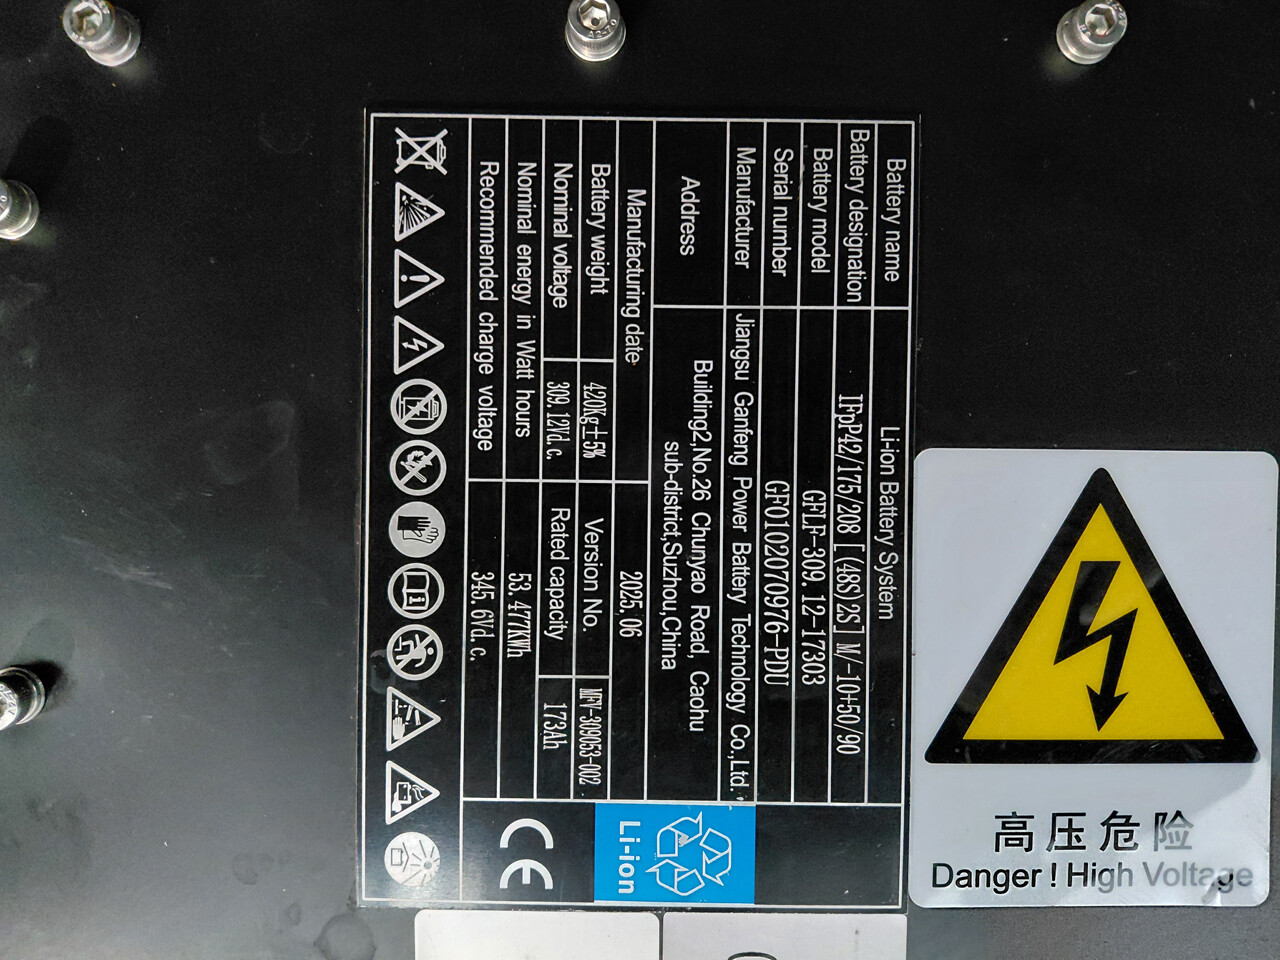 Battery name Li-ion Battery System
Battery designation IFpP42/175/208 [(48S)2S] M/-10+50/90
Battery model GFLF-309.12-17303
Serial number GF0102070976-PDU
Manufacturer Jiangsu Ganfeng Power Battery Technology Co.,Ltd.
Address Building2,No.26 Chunyao Road, Caohu
sub-district,Suzhou,China
Manufacturing date 2025.06
Battery weight 420Kg±5% Version No. MFV-309053-002
Nominal voltage 309.12Vd.c. Rated capacity 173Ah
Nominal energy in Watt hours 53.477KWh
Recommended charge voltage 345.6Vd.c.
Li-ion
CE
高压危险
Danger ! High Voltage